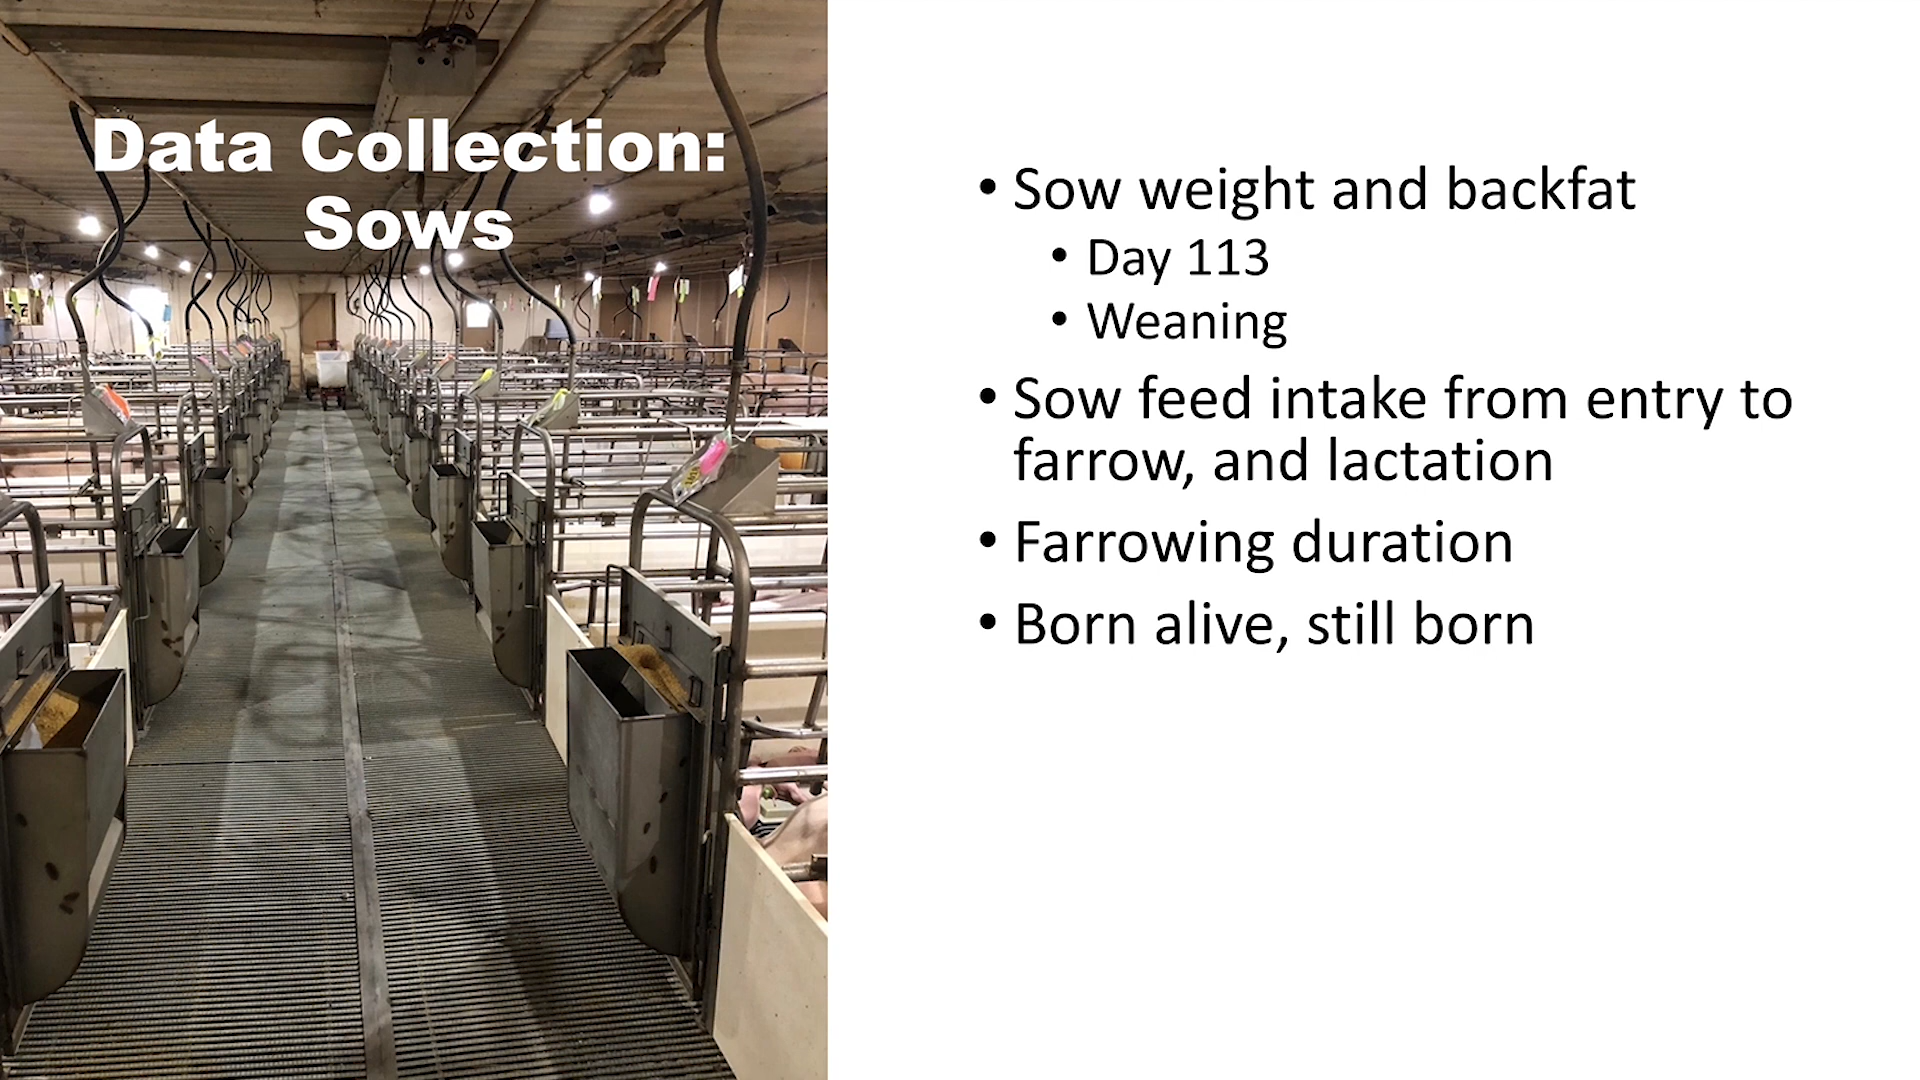 Data Collection:
Sows
• Sow weight and backfat
• Day 113
• Weaning
• Sow feed intake from entry to
farrow, and lactation
• Farrowing duration
• Born alive, still born